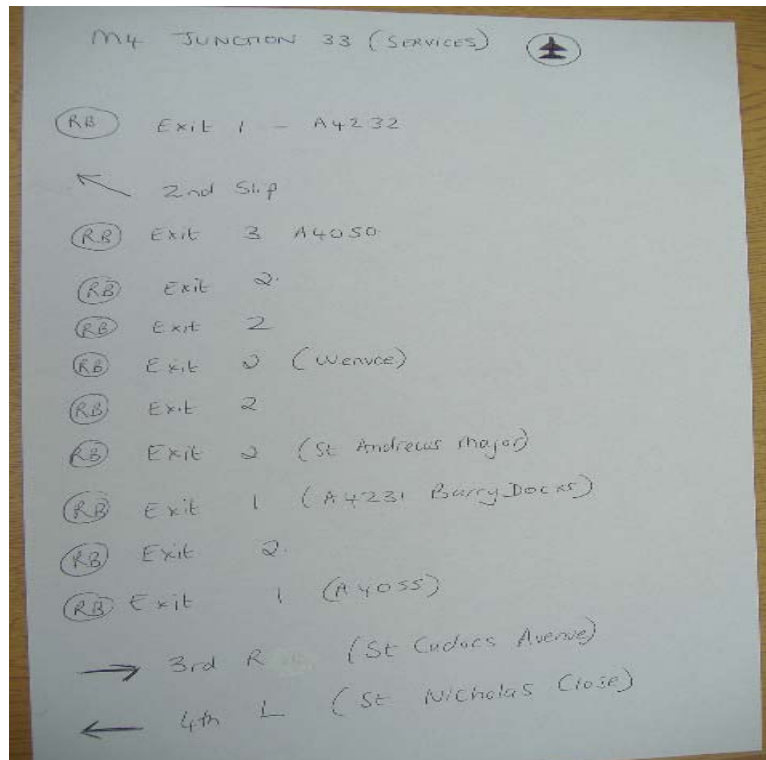 M4 JUNCTION 33 (SERVICES)
RB Exit 1 - A4232
2nd Slip
RB Exit 3 A4050
RB Exit 2.
RB Exit 2
RB Exit 2 (Wenvce)
RB Exit 2
RB Exit 2 (St Andrews Major)
RB Exit 1 (A4231 Barry Docks)
RB Exit 2.
RB Exit 1 (A4055)
3rd R (St Cadocs Avenue)
4th L (St Nicholas Close)